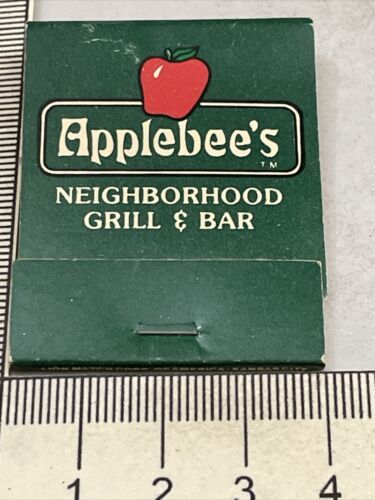 Applebee's
TM
NEIGHBORHOOD
GRILL & BAR
1 2 3 4